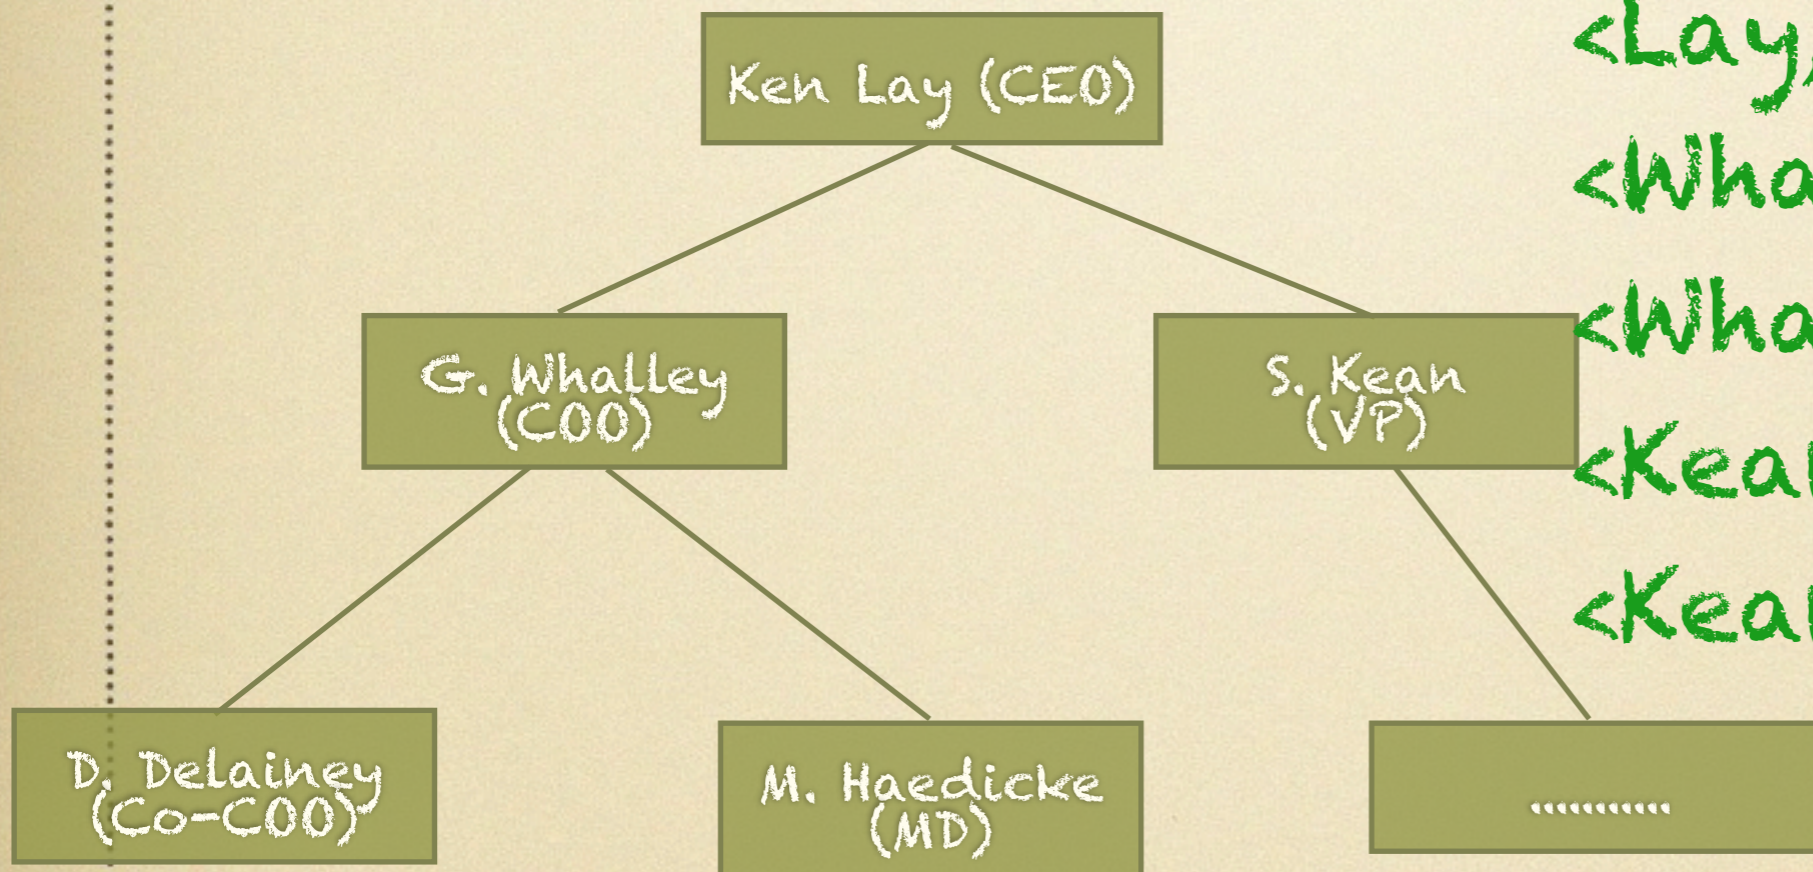 Ken Lay (CEO)
G. Whalley
(COO)
S. Kean
(VP)
D. Delainey
(Co-COO)
M. Haedicke
(MD)
...........
<Lay,
<Wha
<Wha
<Kea
<Kea